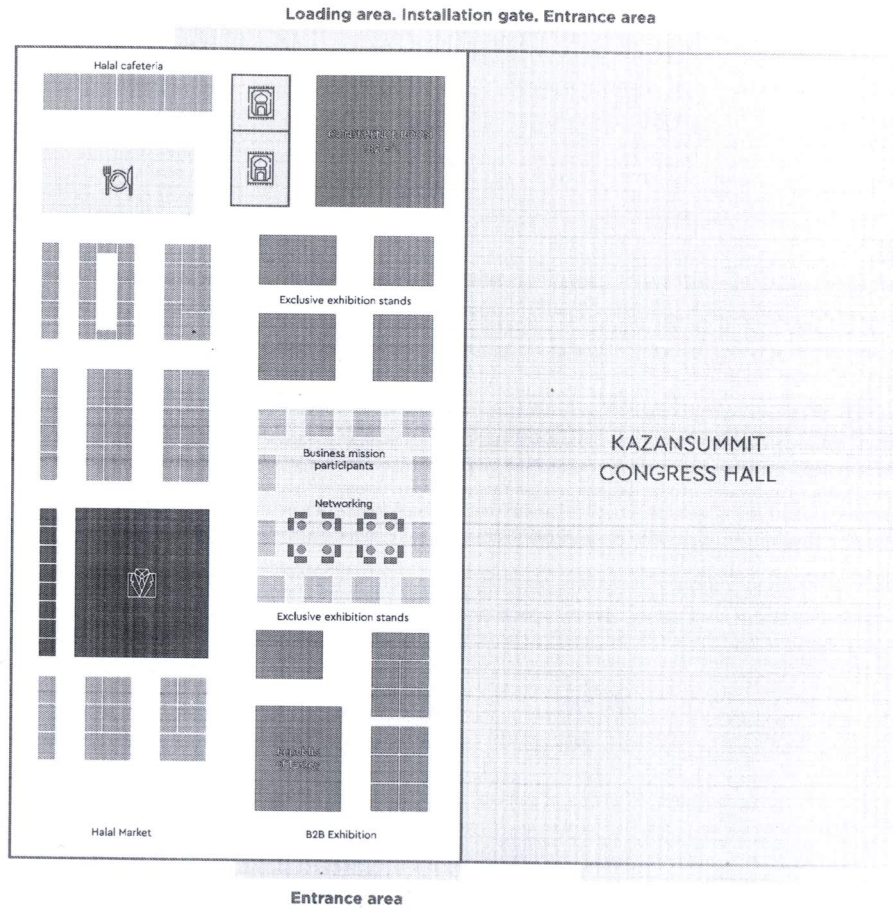 Loading area. Installation gate. Entrance area
Halal cafeteria
Exclusive exhibition stands
Business mission
participants
Networking
KAZANSUMMIT
CONGRESS HALL
Exclusive exhibition stands
Republic
Halal Market
B2B Exhibition
Entrance area